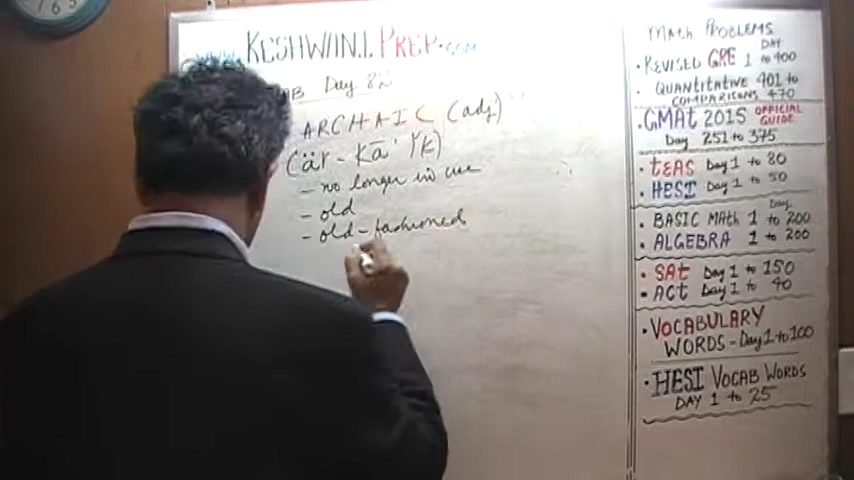 www.KESHWIN.I.PREP.com
Day 82
ARCHAIC (adj)
- no longer in use
- old
- old-fashioned
MATH PROBLEMS
• REVISED GRE DAY 1 to 400
• QUANTITATIVE 401 to
COMPARISONS 470
• GMAT 2015 OFFICIAL GUIDE
Day 251 to 375
• TEAS Day 1 to 80
• HESI Day 1 to 50
Day
• BASIC MATH 1 to 200
• ALGEBRA 1 to 200
• SAT Day 1 to 150
• ACT Day 1 to 40
• VOCABULARY
WORDS - Day 1 to 100
• HESI VOCAB WORDS
DAY 1 to 25